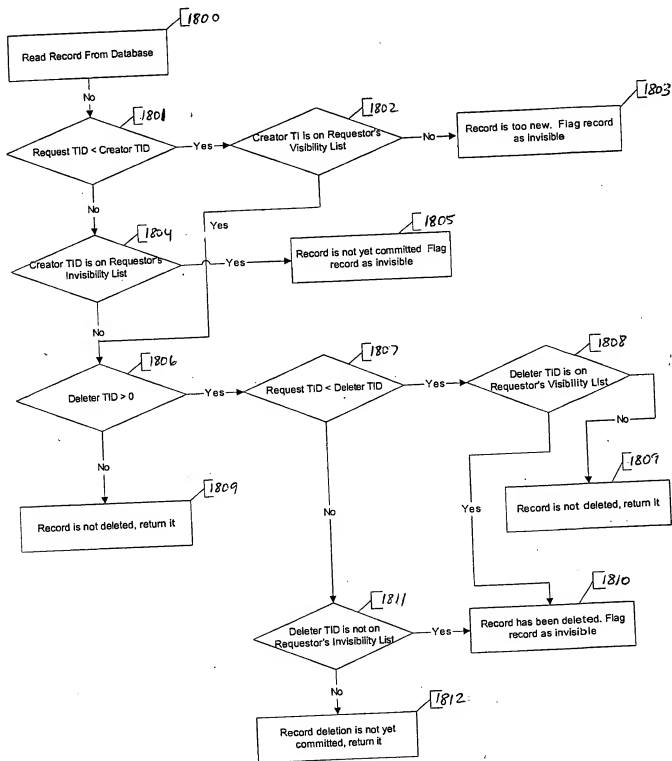 1800
Read Record From Database
No
1801
1802
1803
Request TID < Creator TID
Yes
Creator TI is on Requestor's
Visibility List
No
Record is too new. Flag record
as invisible
No
Yes
1804
1805
Creator TID is on Requestor's
Invisibility List
Yes
Record is not yet committed Flag
record as invisible
No
1806
1807
1808
Deleter TID > 0
Yes
Request TID < Deleter TID
Yes
Deleter TID is on
Requestor's Visibility List
No
No
1809
Record is not deleted, return it
No
Yes
1809
Record is not deleted, return it
1810
1811
Deleter TID is not on
Requestor's Invisibility List
Yes
Record has been deleted. Flag
record as invisible
No
1812
Record deletion is not yet
committed, return it